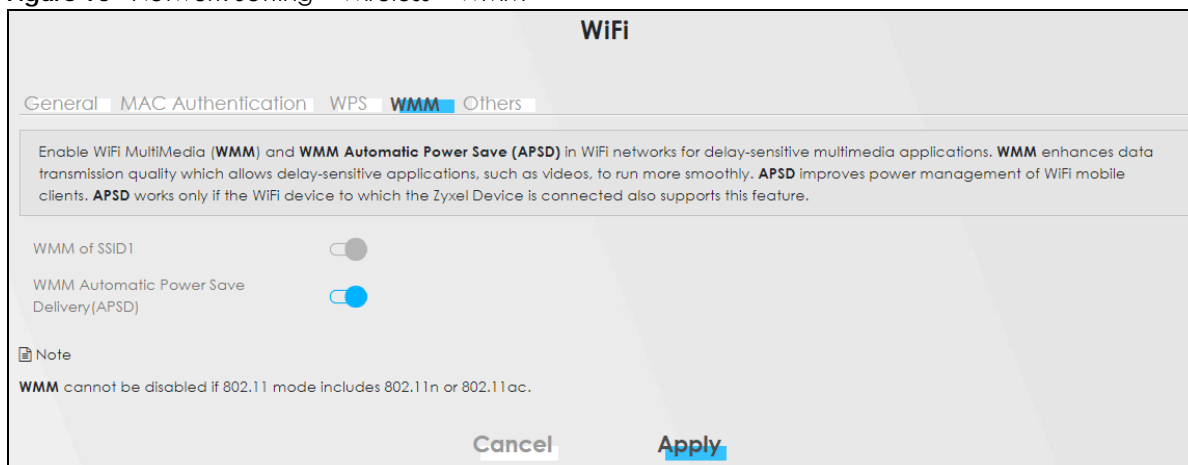 WiFi
General MAC Authentication WPS WMM Others
Enable WiFi MultiMedia (WMM) and WMM Automatic Power Save (APSD) in WiFi networks for delay-sensitive multimedia applications. WMM enhances data
transmission quality which allows delay-sensitive applications, such as videos, to run more smoothly. APSD improves power management of WiFi mobile
clients. APSD works only if the WiFi device to which the Zyxel Device is connected also supports this feature.
WMM of SSID1
WMM Automatic Power Save
Delivery(APSD)
Note
WMM cannot be disabled if 802.11 mode includes 802.11n or 802.11ac.
Cancel Apply